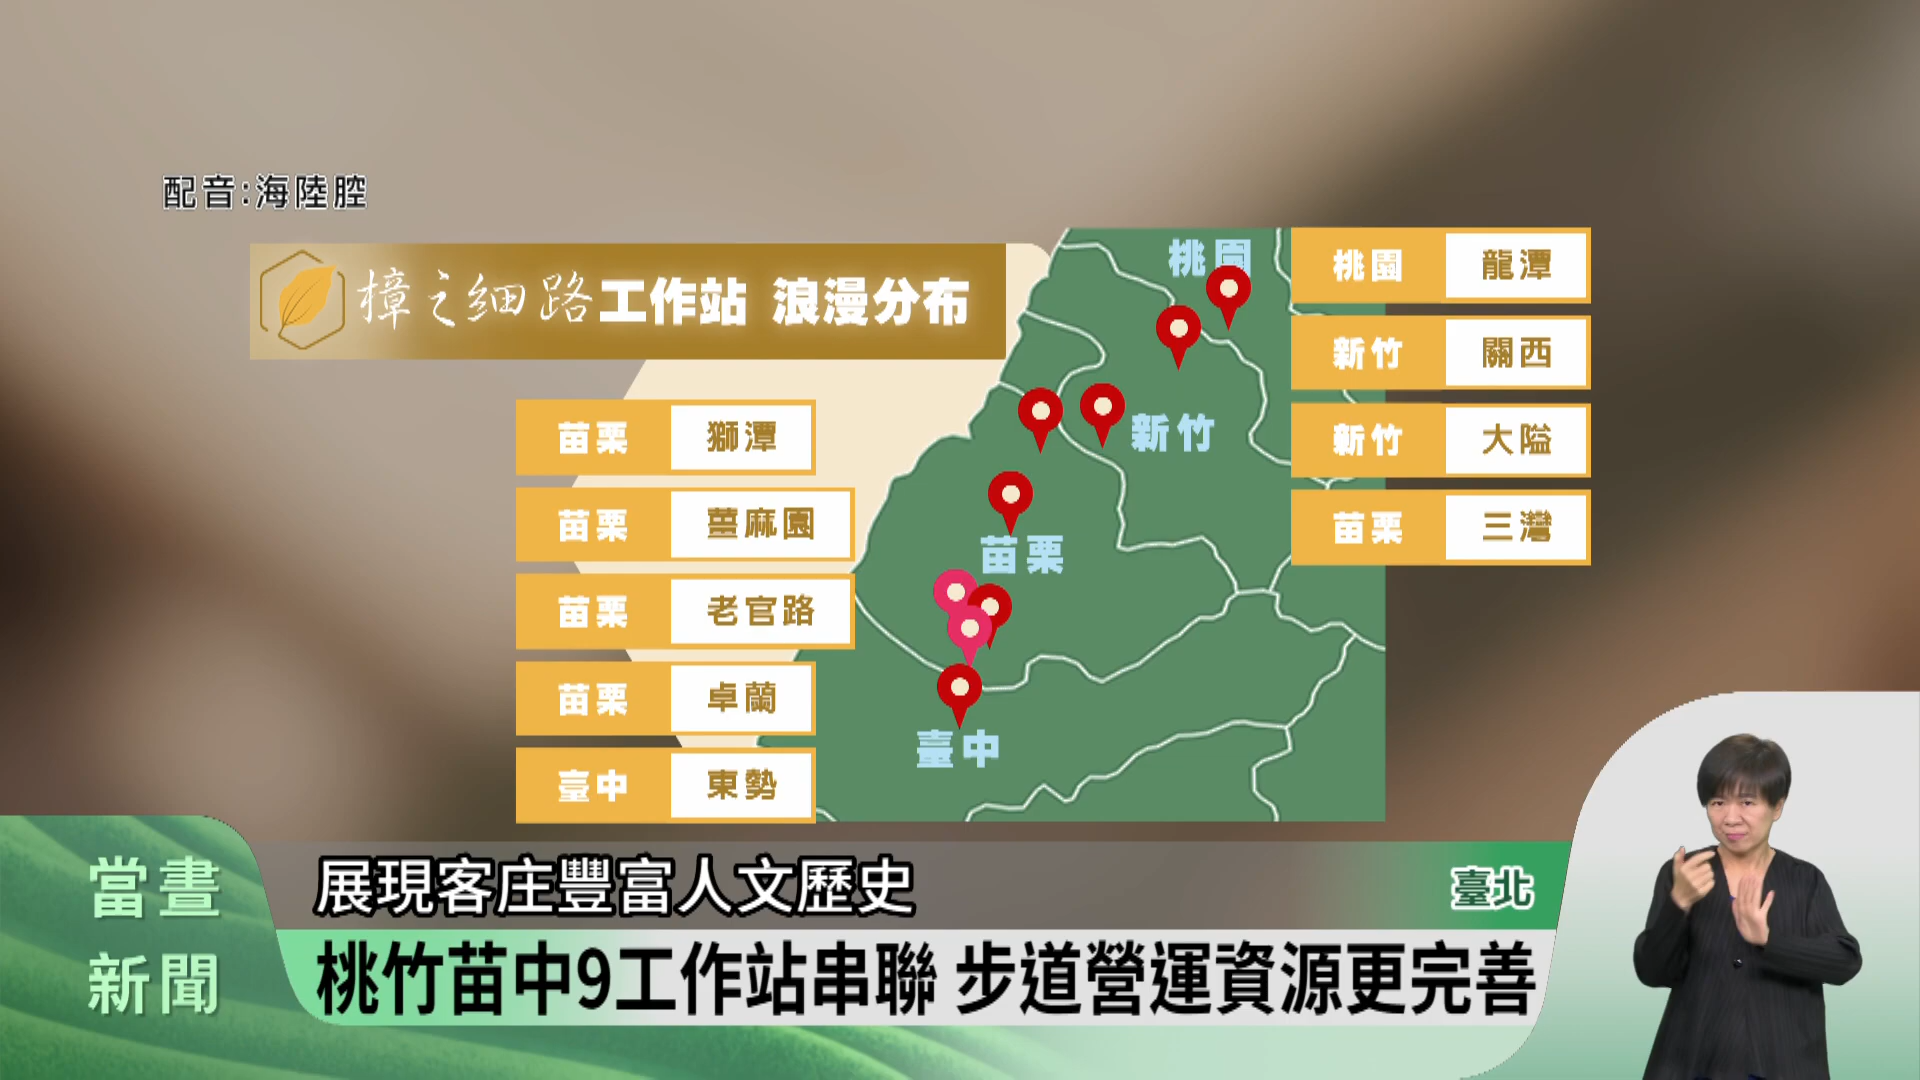 配音:海陸腔
樟之細路工作站 浪漫分布
桃園 龍潭
新竹 關西
新竹 大隘
苗栗 三灣
苗栗 獅潭
苗栗 薑麻園
苗栗 老官路
苗栗 卓蘭
臺中 東勢
桃園
新竹
苗栗
臺中
當晝
新聞
展現客庄豐富人文歷史
臺北
桃竹苗中9工作站串聯 步道營運資源更完善